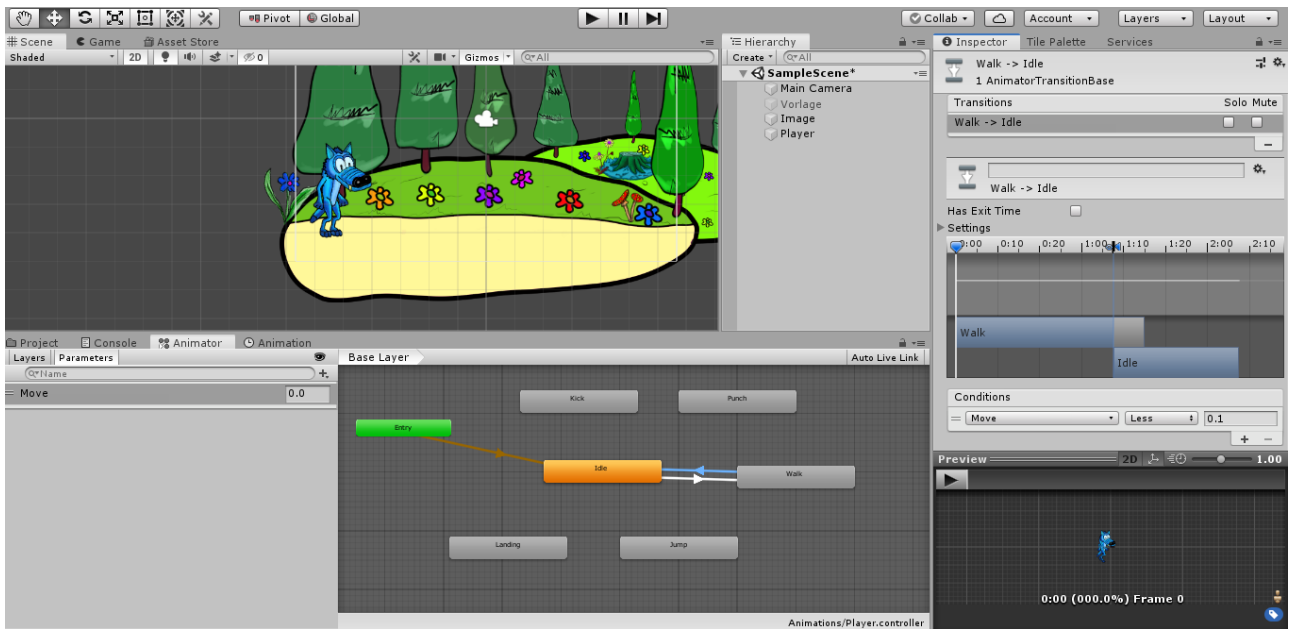 Pivot Global Collab Account Layers Layout
Scene Game Asset Store
Shaded 2D 0 Gizmos All
Hierarchy
Create All
SampleScene*
Main Camera
Vorlage
Image
Player
Inspector Tile Palette Services
Walk -> Idle
1 AnimatorTransitionBase
Transitions Solo Mute
Walk -> Idle
Walk -> Idle
Has Exit Time
Settings
0:00 0:10 0:20 1:00 1:10 1:20 2:00 2:10
Walk
Idle
Conditions
Move Less 0.1
Preview 2D 1.00
0:00 (000.0%) Frame 0
Project Console Animator Animation
Layers Parameters
Name
Move 0.0
Base Layer Auto Live Link
Kick Punch
Entry
Idle Walk
Landing Jump
Animations/Player.controller